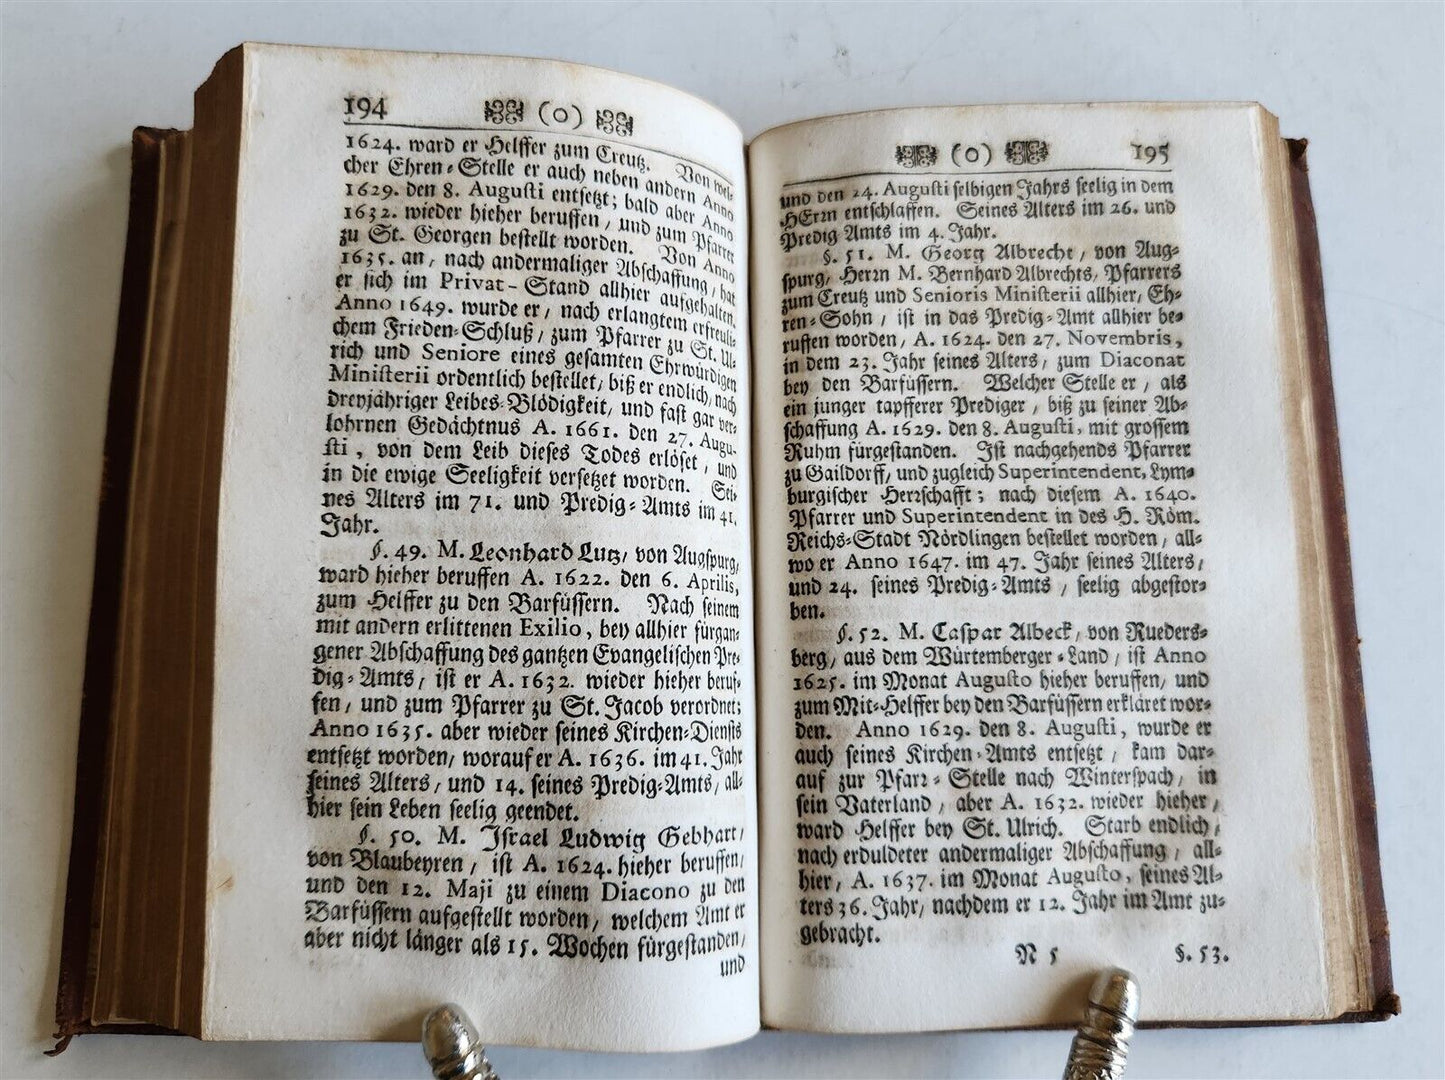 194 (o)
1624. ward er Helffer zum Creutz. Von wel-
cher Ehren-Stelle er auch neben andern Anno
1629. den 8. Augusti entsetzt; bald aber Anno
1632. wieder hieher beruffen, und zum Pfarrer
zu St. Georgen bestellt worden. Von Anno
1635. an, nach andermaliger Abschaffung, hat
er sich im Privat-Stand allhier aufgehalten.
Anno 1649. wurde er, nach erlangtem erfreuli-
chem Frieden-Schluß, zum Pfarrer zu St. Ul-
rich und Seniore eines gesamten Ehrwürdigen
Ministerii ordentlich bestellet, biß er endlich, nach
dreyjähriger Leibes-Blödigkeit, und fast gar ver-
lohrnen Gedächtnus A. 1661. den 27. Augu-
sti, von dem Leib dieses Todes erlöset, und
in die ewige Seeligkeit versetzet worden. Sei-
nes Alters im 71. und Predig-Amts im 41.
Jahr.
§. 49. M. Leonhard Lutz, von Augspurg,
ward hieher beruffen A. 1622. den 6. Aprilis,
zum Helffer zu den Barfüssern. Nach seinem
mit andern erlittenen Exilio, bey allhier fürgan-
gener Abschaffung des gantzen Evangelischen Pre-
dig-Amts, ist er A. 1632. wieder hieher beruf-
fen, und zum Pfarrer zu St. Jacob verordnet;
Anno 1635. aber wieder seines Kirchen-Diensts
entsetzt worden, worauf er A. 1636. im 41. Jahr
seines Alters, und 14. seines Predig-Amts, all-
hier sein Leben seelig geendet.
§. 50. M. Israel Ludwig Gebhart,
von Blaubeyren, ist A. 1624. hieher beruffen,
und den 12. Maji zu einem Diacono zu den
Barfüssern aufgestellt worden, welchem Amt er
aber nicht länger als 15. Wochen fürgestanden,
und
(o) 195
und den 24. Augusti selbigen Jahrs seelig in dem
HErrn entschlaffen. Seines Alters im 26. und
Predig Amts im 4. Jahr.
§. 51. M. Georg Albrecht, von Aug-
spurg, Herrn M. Bernhard Albrechts, Pfarrers
zum Creutz und Senioris Ministerii allhier, Eh-
ren-Sohn, ist in das Predig-Amt allhier be-
ruffen worden, A. 1624. den 27. Novembris,
in dem 23. Jahr seines Alters, zum Diaconat
bey den Barfüssern. Welcher Stelle er, als
ein junger tapfferer Prediger, biß zu seiner Ab-
schaffung A. 1629. den 8. Augusti, mit grossem
Ruhm fürgestanden. Ist nachgehends Pfarrer
zu Gaildorff, und zugleich Superintendent, Lym-
burgischer Herrschafft; nach diesem A. 1640.
Pfarrer und Superintendent in des H. Röm.
Reichs-Stadt Nördlingen bestellet worden, all-
wo er Anno 1647. im 47. Jahr seines Alters,
und 24. seines Predig-Amts, seelig abgestor-
ben.
§. 52. M. Caspar Albeck, von Rueders-
berg, aus dem Würtemberger-Land, ist Anno
1625. im Monat Augusto hieher beruffen, und
zum Mit-Helffer bey den Barfüssern erkläret wor-
den. Anno 1629. den 8. Augusti, wurde er
auch seines Kirchen-Amts entsetzt, kam dar-
auf zur Pfarr-Stelle nach Winterspach, in
sein Vaterland, aber A. 1632. wieder hieher,
ward Helffer bey St. Ulrich. Starb endlich,
nach erduldeter andermaliger Abschaffung, all-
hier, A. 1637. im Monat Augusto, seines Al-
ters 36. Jahr, nachdem er 12. Jahr im Amt zu-
gebracht.
N 5 §. 53.